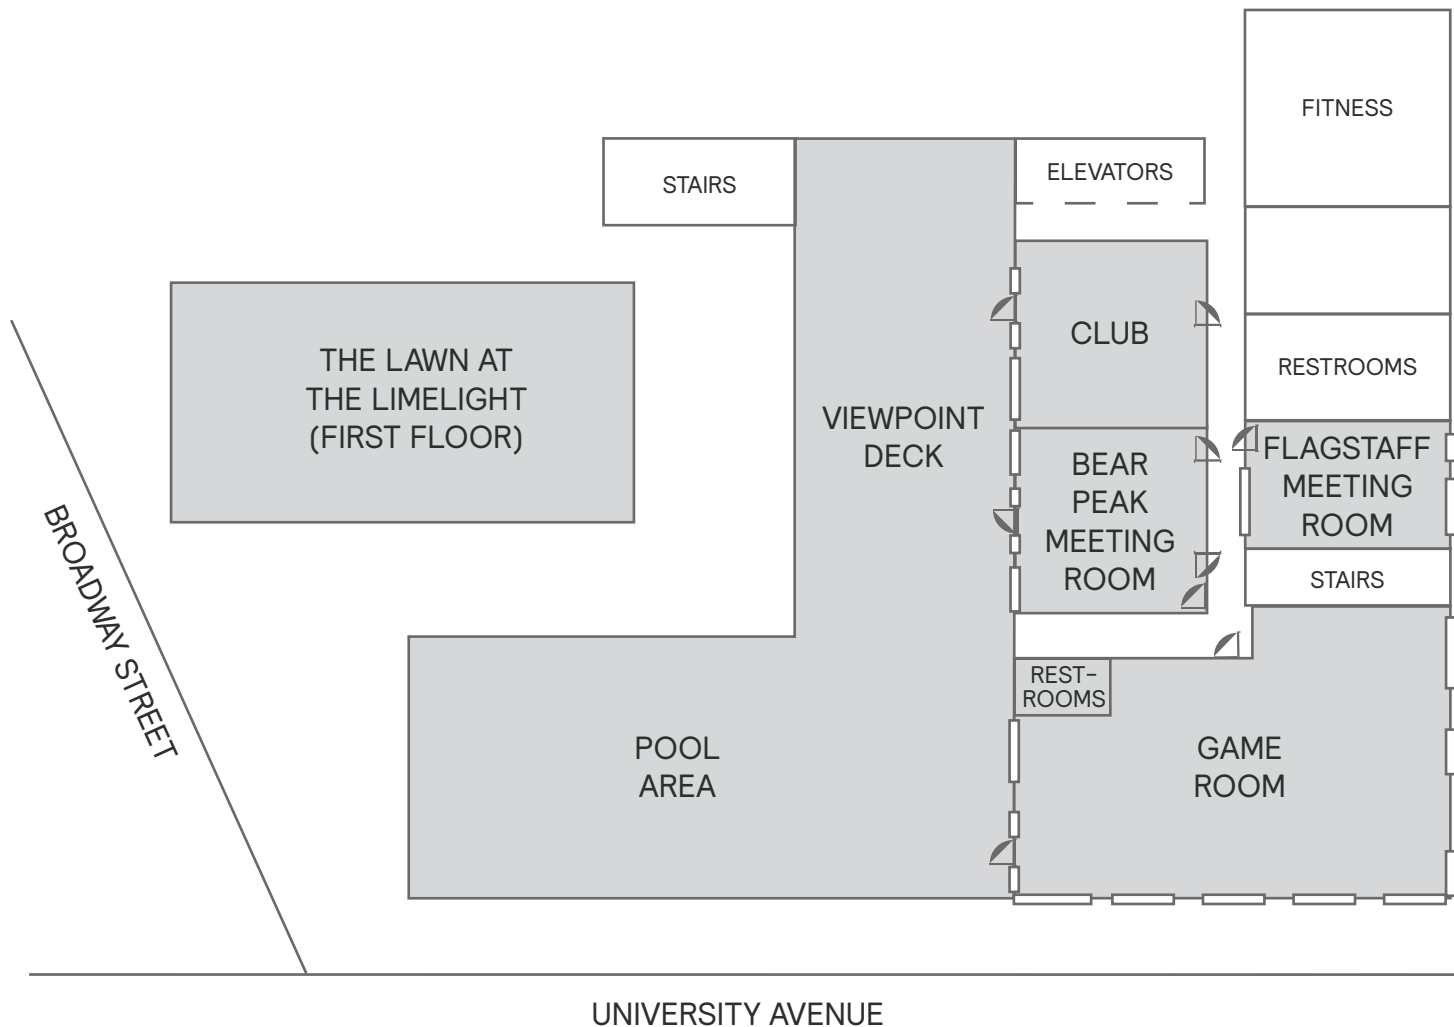 FITNESS
STAIRS
ELEVATORS
THE LAWN AT
THE LIMELIGHT
(FIRST FLOOR)
CLUB
RESTROOMS
VIEWPOINT
DECK
BEAR
PEAK
MEETING
ROOM
FLAGSTAFF
MEETING
ROOM
STAIRS
BROADWAY STREET
REST-
ROOMS
POOL
AREA
GAME
ROOM
UNIVERSITY AVENUE